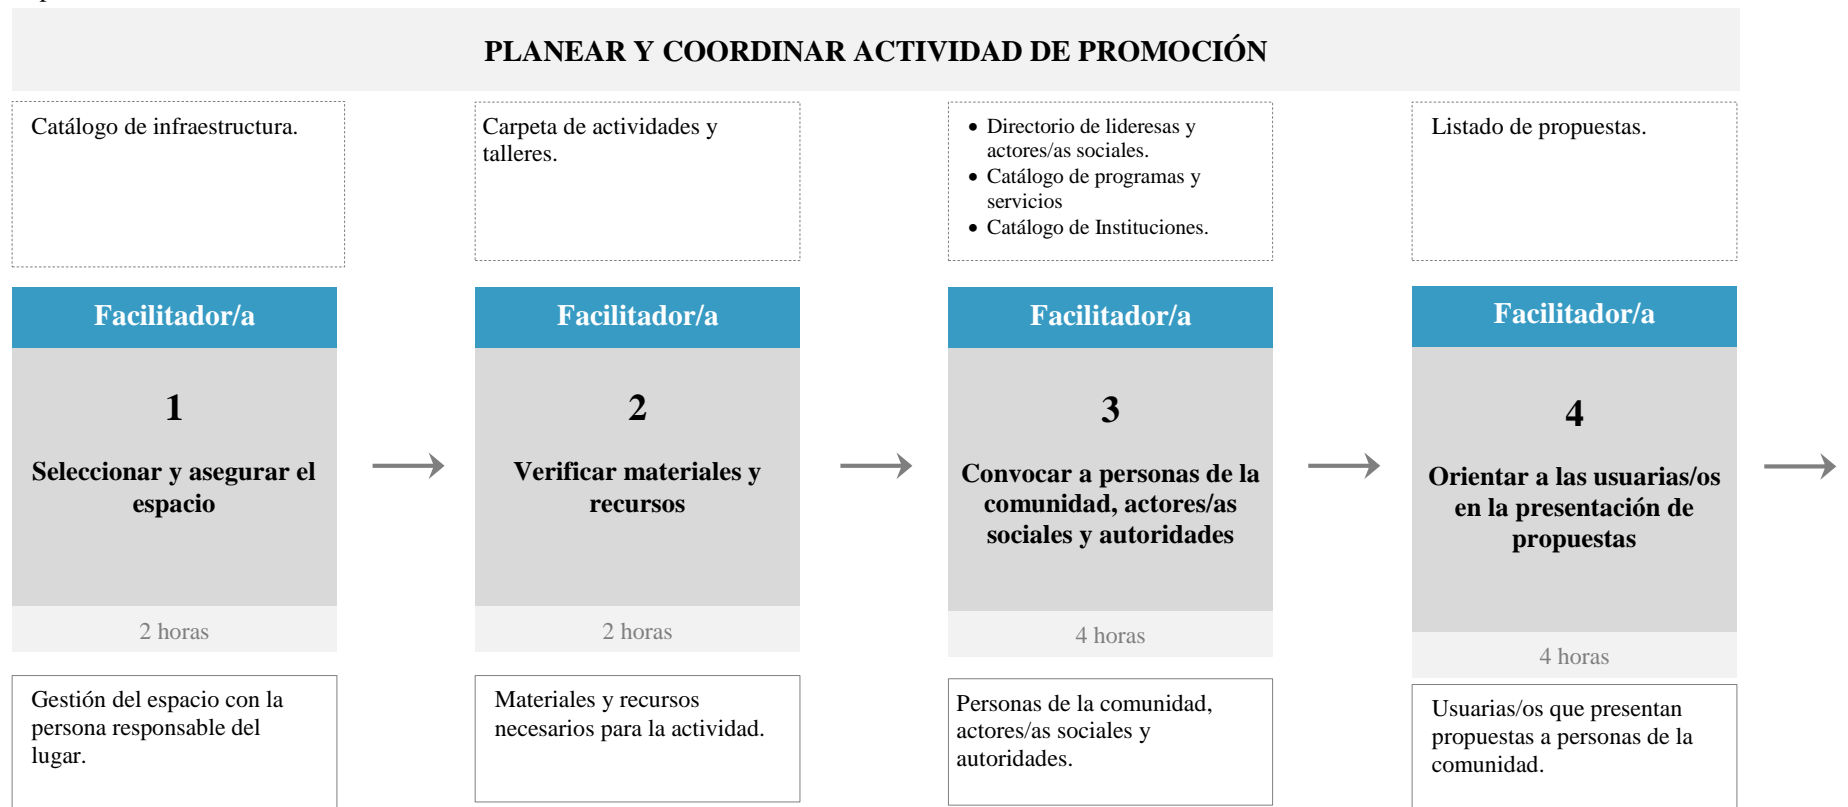 PLANEAR Y COORDINAR ACTIVIDAD DE PROMOCIÓN
Catálogo de infraestructura.
Carpeta de actividades y
talleres.
• Directorio de lideresas y
actores/as sociales.
• Catálogo de programas y
servicios
• Catálogo de Instituciones.
Listado de propuestas.
Facilitador/a
1
Seleccionar y asegurar el
espacio
2 horas
Gestión del espacio con la
persona responsable del
lugar.
Facilitador/a
2
Verificar materiales y
recursos
2 horas
Materiales y recursos
necesarios para la actividad.
Facilitador/a
3
Convocar a personas de la
comunidad, actores/as
sociales y autoridades
4 horas
Personas de la comunidad,
actores/as sociales y
autoridades.
Facilitador/a
4
Orientar a las usuarias/os
en la presentación de
propuestas
4 horas
Usuarias/os que presentan
propuestas a personas de la
comunidad.